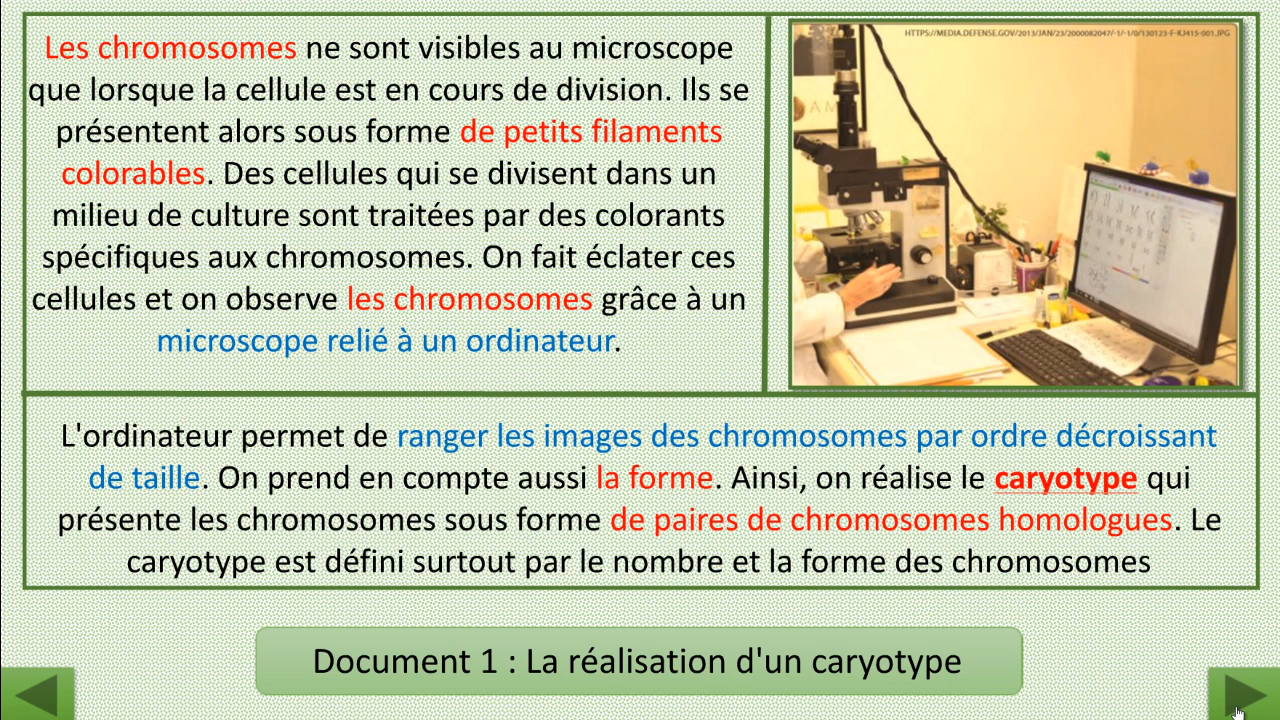 Les chromosomes ne sont visibles au microscope
que lorsque la cellule est en cours de division. Ils se
présentent alors sous forme de petits filaments
colorables. Des cellules qui se divisent dans un
milieu de culture sont traitées par des colorants
spécifiques aux chromosomes. On fait éclater ces
cellules et on observe les chromosomes grâce à un
microscope relié à un ordinateur.
HTTPS://MEDIA.DEFENSE.GOV/2013/JAN/23/2000082047/-1/-1/0/130123-F-KJ415-001.JPG
L'ordinateur permet de ranger les images des chromosomes par ordre décroissant
de taille. On prend en compte aussi la forme. Ainsi, on réalise le caryotype qui
présente les chromosomes sous forme de paires de chromosomes homologues. Le
caryotype est défini surtout par le nombre et la forme des chromosomes
Document 1 : La réalisation d'un caryotype